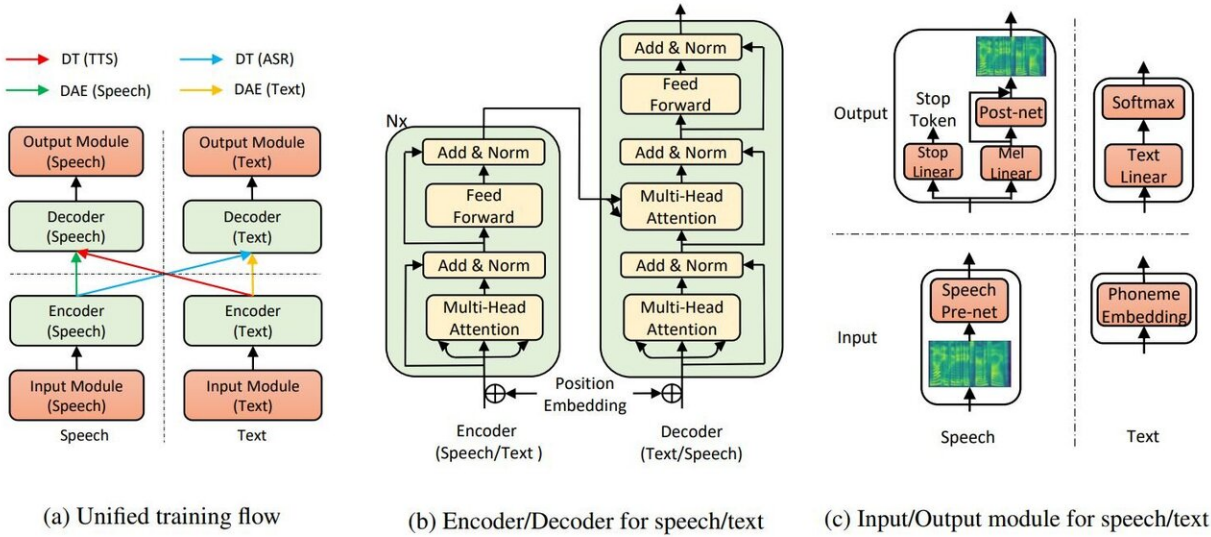 DT (TTS)
DT (ASR)
DAE (Speech)
DAE (Text)
Output Module
(Speech)
Output Module
(Text)
Decoder
(Speech)
Decoder
(Text)
Encoder
(Speech)
Encoder
(Text)
Input Module
(Speech)
Input Module
(Text)
Speech
Text
(a) Unified training flow
Nx
Add & Norm
Feed
Forward
Add & Norm
Multi-Head
Attention
Add & Norm
Feed
Forward
Add & Norm
Multi-Head
Attention
Add & Norm
Multi-Head
Attention
Position
Embedding
Encoder
(Speech/Text )
Decoder
(Text/Speech)
(b) Encoder/Decoder for speech/text
Output
Stop
Token
Post-net
Stop
Linear
Mel
Linear
Softmax
Text
Linear
Input
Speech
Pre-net
Phoneme
Embedding
Speech
Text
(c) Input/Output module for speech/text